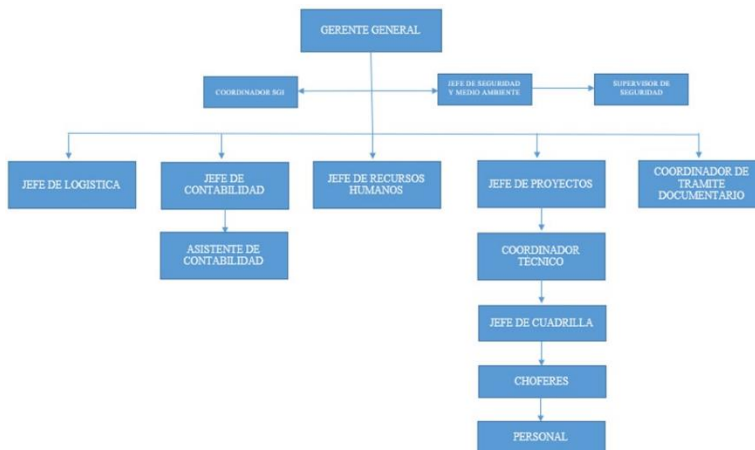 GERENTE GENERAL
COORDINADOR SGI
JEFE DE SEGURIDAD
Y MEDIO AMBIENTE
SUPERVISOR DE
SEGURIDAD
JEFE DE LOGISTICA
JEFE DE
CONTABILIDAD
JEFE DE RECURSOS
HUMANOS
JEFE DE PROYECTOS
COORDINADOR DE
TRAMITE
DOCUMENTARIO
ASISTENTE DE
CONTABILIDAD
COORDINADOR
TÉCNICO
JEFE DE CUADRILLA
CHOFERES
PERSONAL